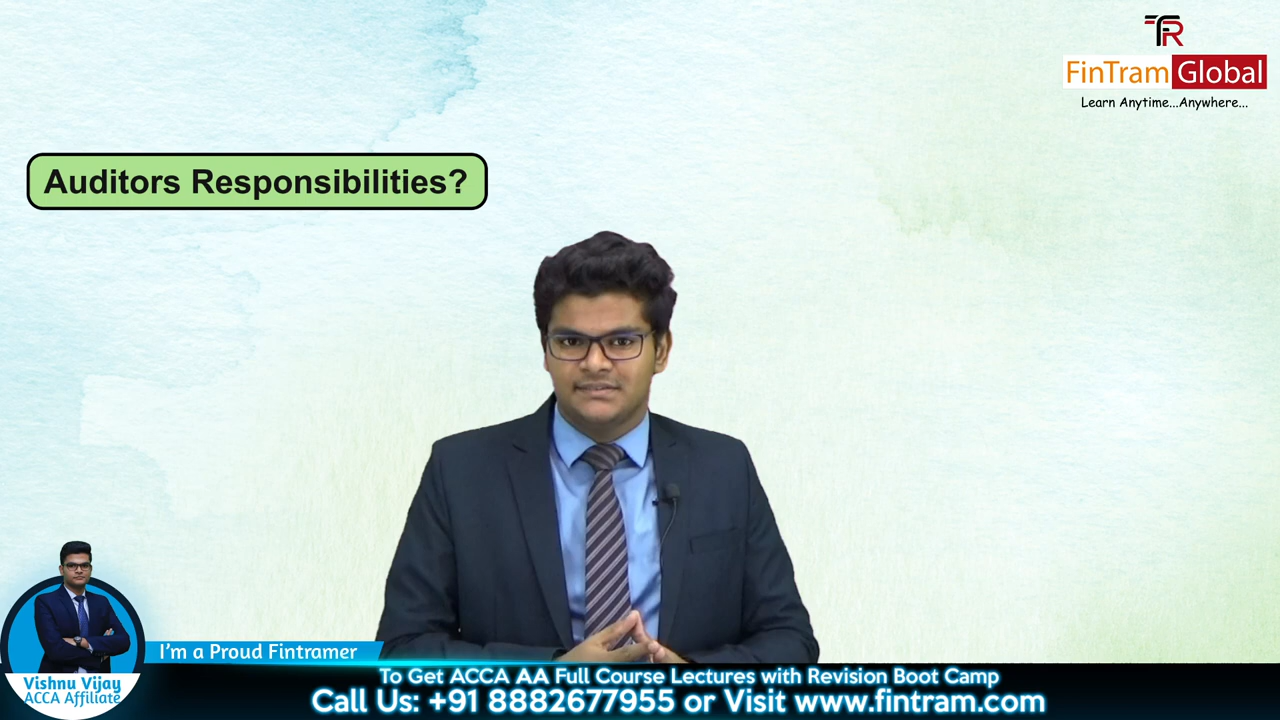 FinTram Global
Learn Anytime...Anywhere...
Auditors Responsibilities?
I'm a Proud Fintramer
Vishnu Vijay
ACCA Affiliate
To Get ACCA AA Full Course Lectures with Revision Boot Camp
Call Us: +91 8882677955 or Visit www.fintram.com